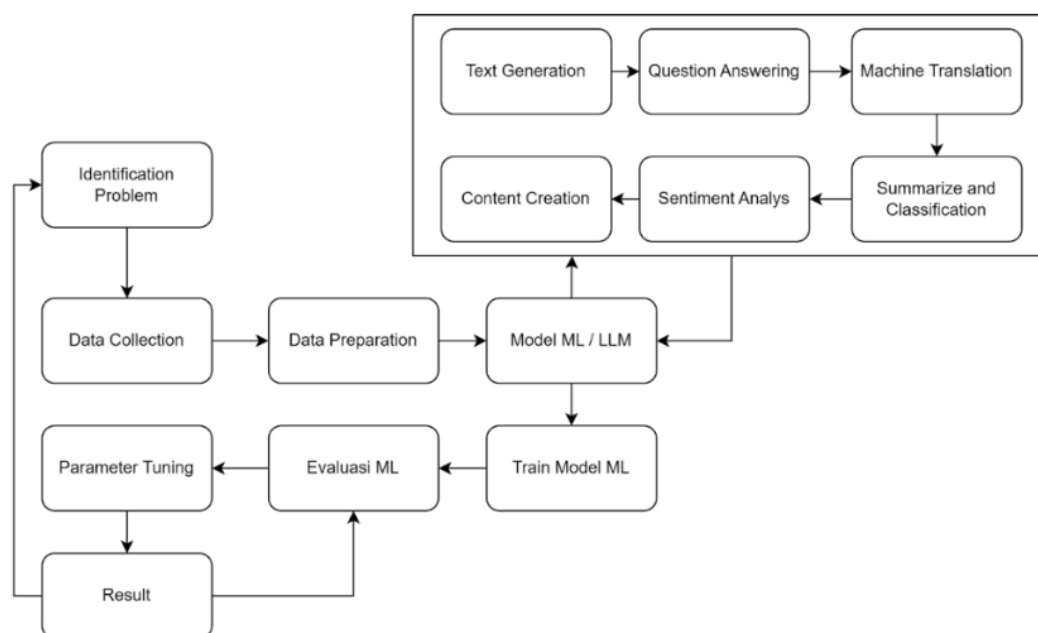 Text Generation
Question Answering
Machine Translation
Identification
Problem
Content Creation
Sentiment Analys
Summarize and
Classification
Data Collection
Data Preparation
Model ML / LLM
Parameter Tuning
Evaluasi ML
Train Model ML
Result